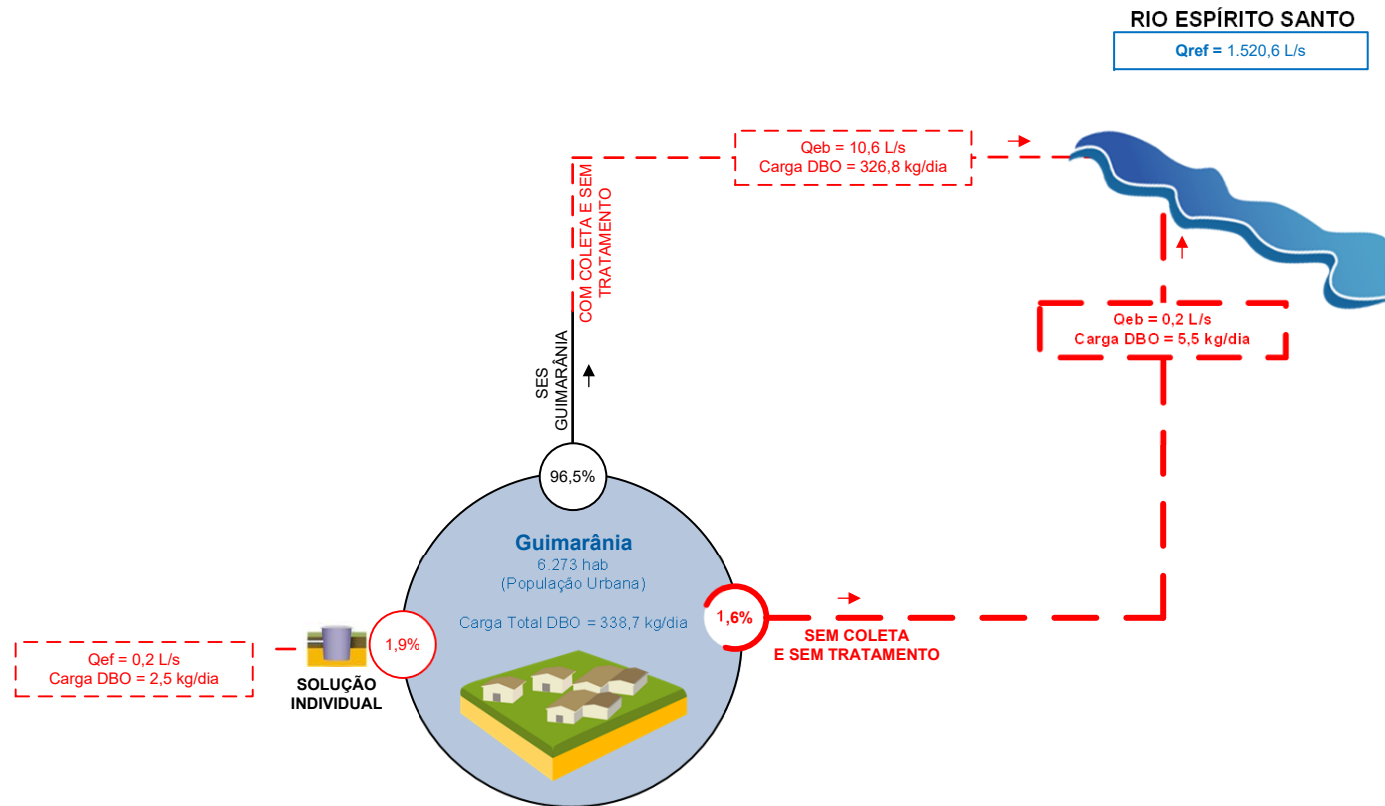 RIO ESPÍRITO SANTO
Qref = 1.520,6 L/s
Qeb = 10,6 L/s
Carga DBO = 326,8 kg/dia
COM COLETA E SEM
TRATAMENTO
Qeb = 0,2 L/s
Carga DBO = 5,5 kg/dia
SES
GUIMARÂNIA
96,5%
Guimarânia
6.273 hab
(População Urbana)
Carga Total DBO = 338,7 kg/dia
1,6%
SEM COLETA
E SEM TRATAMENTO
1,9%
Qef = 0,2 L/s
Carga DBO = 2,5 kg/dia
SOLUÇÃO
INDIVIDUAL